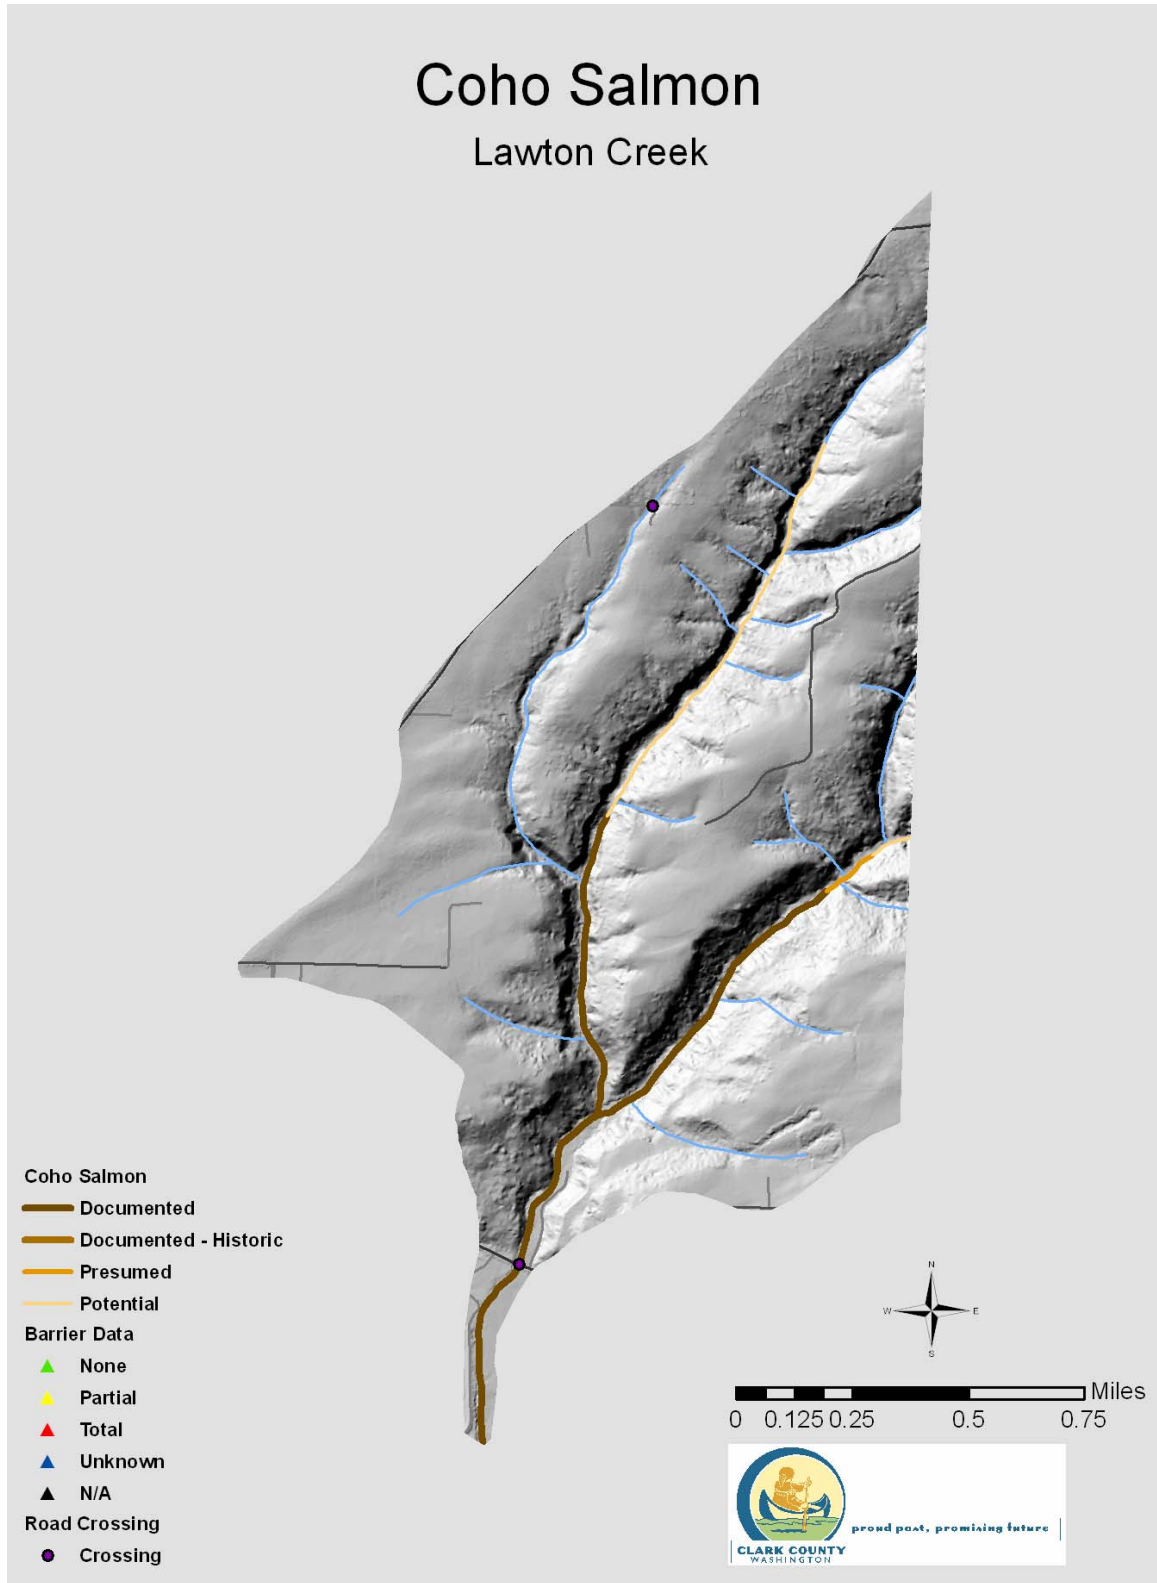 Coho Salmon
Lawton Creek
Coho Salmon
Documented
Documented - Historic
Presumed
Potential
Barrier Data
None
Partial
Total
Unknown
N/A
Road Crossing
Crossing
N
W E
S
Miles
0 0.125 0.25 0.5 0.75
proud past, promising future
CLARK COUNTY
WASHINGTON